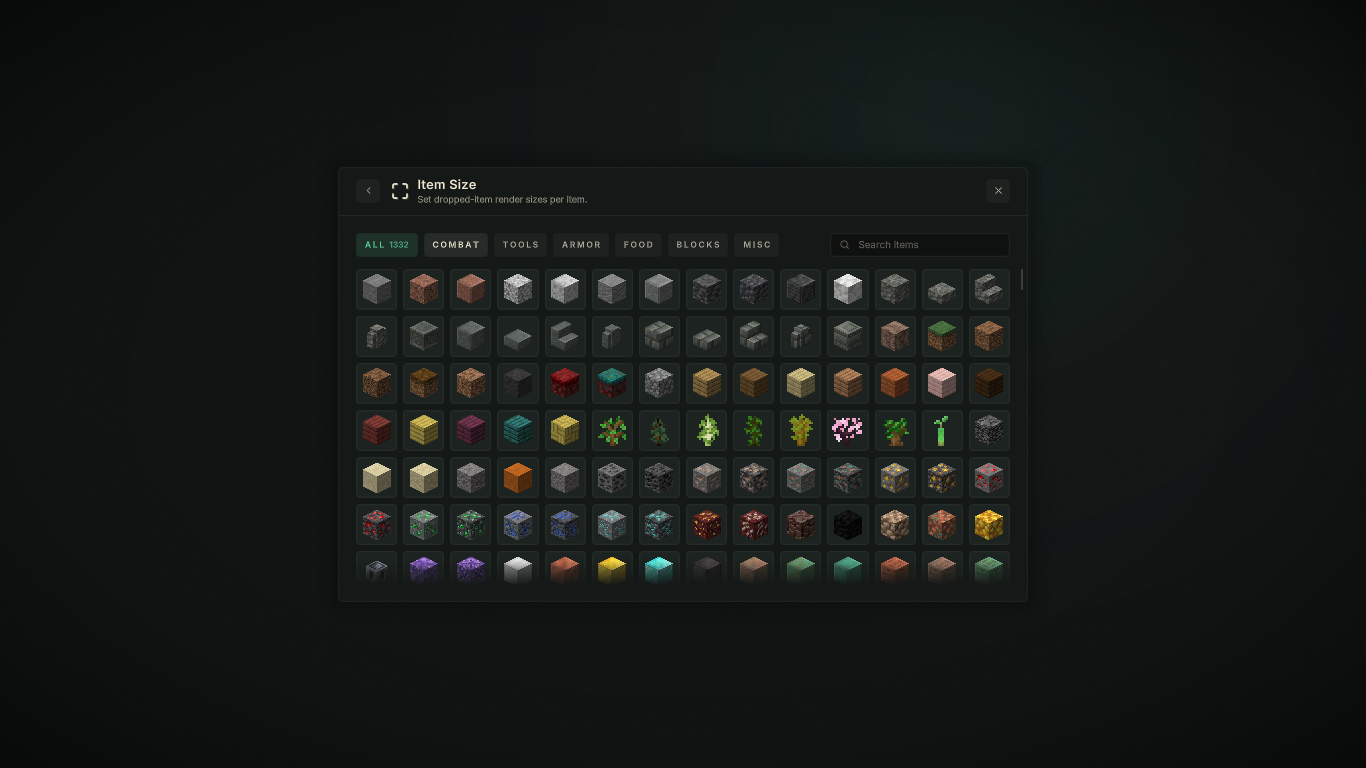 Item Size
Set dropped-item render sizes per item.
ALL 1332
COMBAT
TOOLS
ARMOR
FOOD
BLOCKS
MISC
Search items